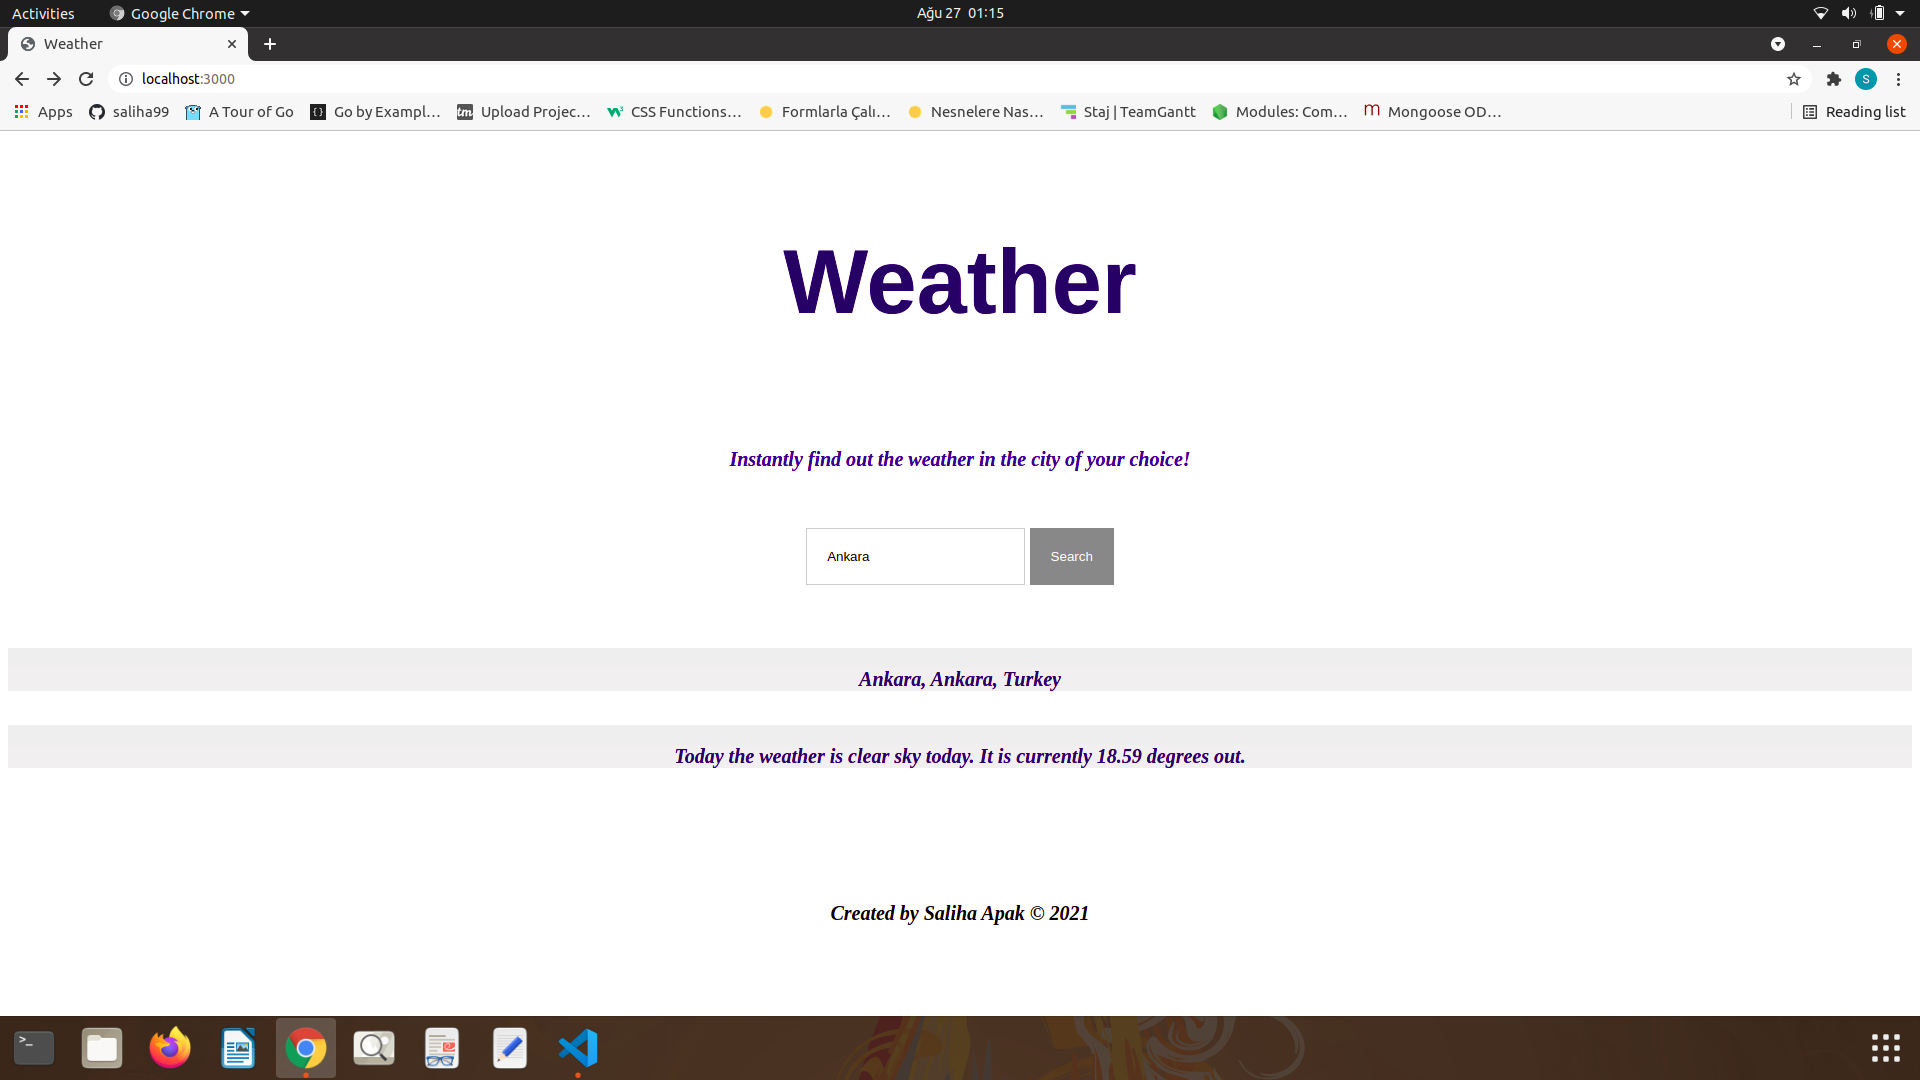 Activities
Google Chrome
Ağu 27 01:15
Weather
localhost:3000
Apps
saliha99
A Tour of Go
Go by Exampl…
Upload Projec…
CSS Functions…
Formlarla Çalı…
Nesnelere Nas…
Staj | TeamGantt
Modules: Com…
Mongoose OD…
Reading list
S
Weather
Instantly find out the weather in the city of your choice!
Ankara
Search
Ankara, Ankara, Turkey
Today the weather is clear sky today. It is currently 18.59 degrees out.
Created by Saliha Apak © 2021